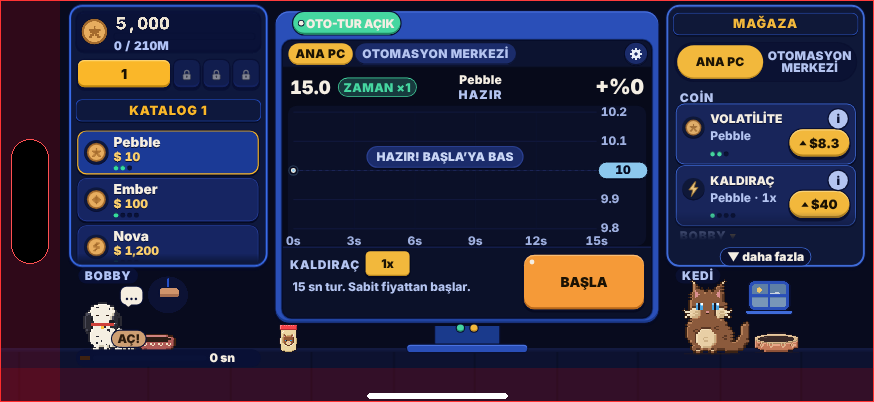 5,000
0 / 210M
1
KATALOG 1
Pebble
$ 10
Ember
$ 100
Nova
$ 1,200
BOBBY
...
AÇ!
0 sn
OTO-TUR AÇIK
ANA PC
OTOMASYON MERKEZİ
15.0
ZAMAN ×1
Pebble
HAZIR
+%0
10.2
10.1
HAZIR! BAŞLA'YA BAS
10
9.9
9.8
0s 3s 6s 9s 12s 15s
KALDIRAÇ 1x
15 sn tur. Sabit fiyattan başlar.
BAŞLA
MAĞAZA
ANA PC
OTOMASYON
MERKEZİ
COİN
VOLATİLİTE
i
Pebble
$8.3
KALDIRAÇ
i
Pebble · 1x
$40
BOBBY
▼ daha fazla
KEDİ